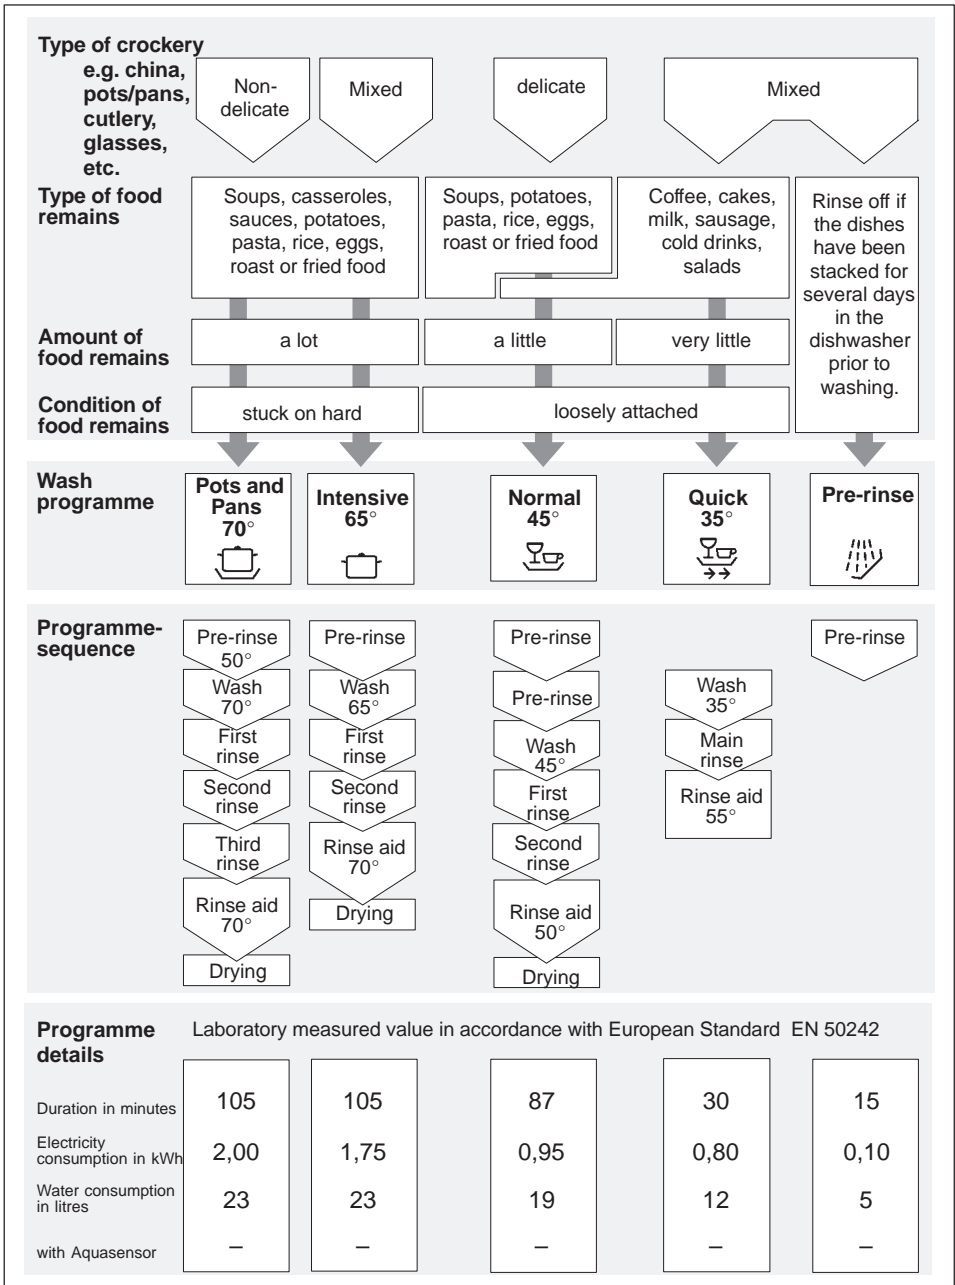 Type of crockery
e.g. china,
pots/pans,
cutlery,
glasses,
etc.
Non-
delicate
Mixed
delicate
Mixed
Type of food
remains
Soups, casseroles,
sauces, potatoes,
pasta, rice, eggs,
roast or fried food
Soups, potatoes,
pasta, rice, eggs,
roast or fried food
Coffee, cakes,
milk, sausage,
cold drinks,
salads
Rinse off if
the dishes
have been
stacked for
several days
in the
dishwasher
prior to
washing.
Amount of
food remains
a lot
a little
very little
Condition of
food remains
stuck on hard
loosely attached
Wash
programme
Pots and
Pans
70°
Intensive
65°
Normal
45°
Quick
35°
Pre-rinse
Programme-
sequence
Pre-rinse
50°
Wash
70°
First
rinse
Second
rinse
Third
rinse
Rinse aid
70°
Drying
Pre-rinse
Wash
65°
First
rinse
Second
rinse
Rinse aid
70°
Drying
Pre-rinse
Pre-rinse
Wash
45°
First
rinse
Second
rinse
Rinse aid
50°
Drying
Wash
35°
Main
rinse
Rinse aid
55°
Pre-rinse
Programme
details
Laboratory measured value in accordance with European Standard EN 50242
Duration in minutes 105 105 87 30 15
Electricity
consumption in kWh 2,00 1,75 0,95 0,80 0,10
Water consumption
in litres 23 23 19 12 5
with Aquasensor – – – – –